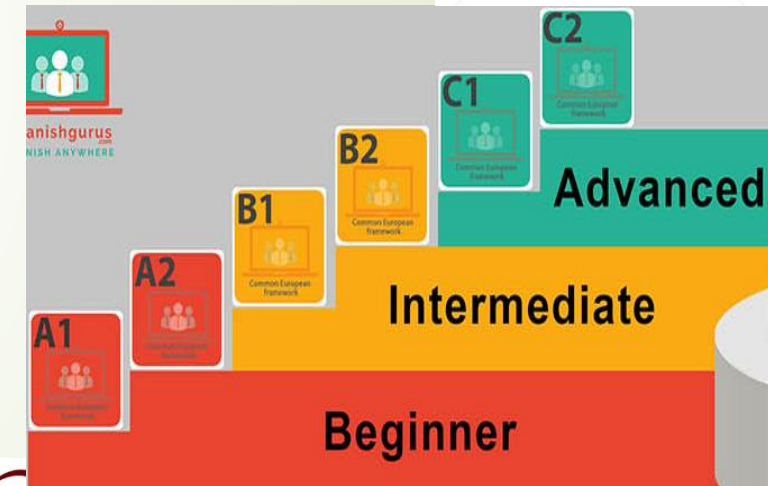 anishgurus
.com
NISH ANYWHERE
C2
Common European
framework
C1
Common European
framework
B2
Common European
framework
B1
Common European
framework
A2
A1
Advanced
Intermediate
Beginner